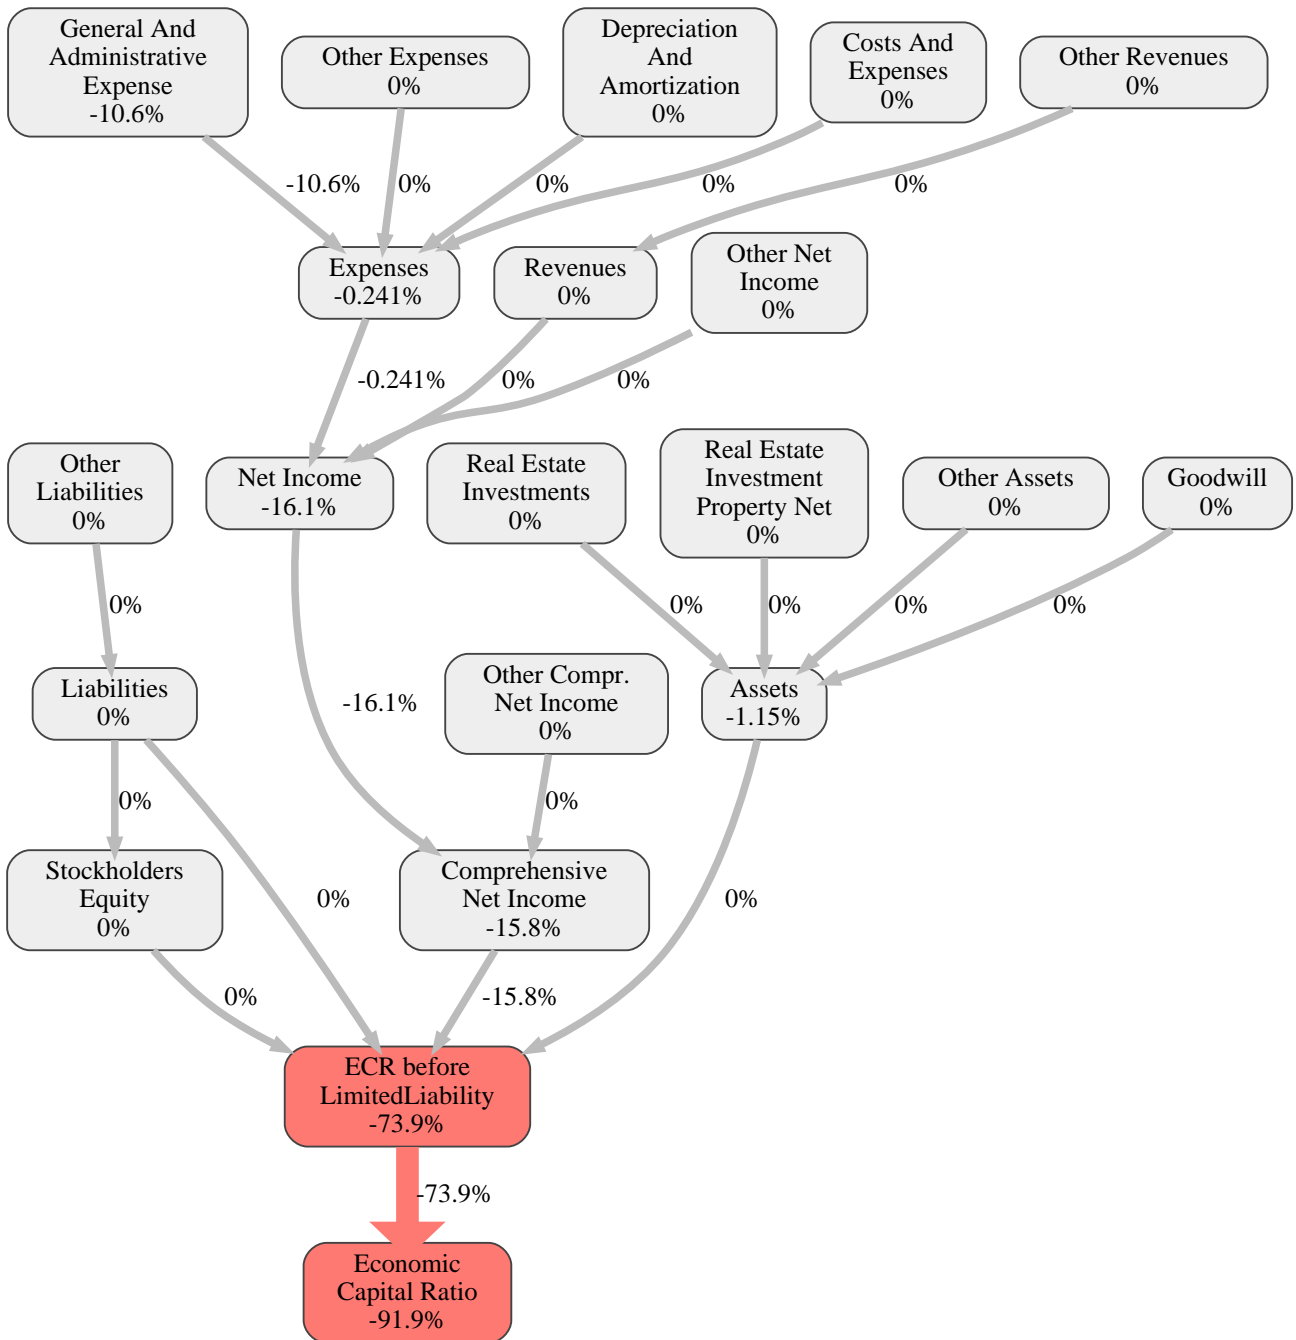 General And
Administrative
Expense
-10.6%
Other Expenses
0%
Depreciation
And
Amortization
0%
Costs And
Expenses
0%
Other Revenues
0%
-10.6%
0%
0%
0%
0%
Expenses
-0.241%
Revenues
0%
Other Net
Income
0%
-0.241%
0%
0%
Other
Liabilities
0%
Net Income
-16.1%
Real Estate
Investments
0%
Real Estate
Investment
Property Net
0%
Other Assets
0%
Goodwill
0%
0%
0%
0%
0%
0%
Liabilities
0%
-16.1%
Other Compr.
Net Income
0%
Assets
-1.15%
0%
0%
Stockholders
Equity
0%
0%
Comprehensive
Net Income
-15.8%
0%
0%
-15.8%
ECR before
LimitedLiability
-73.9%
-73.9%
Economic
Capital Ratio
-91.9%